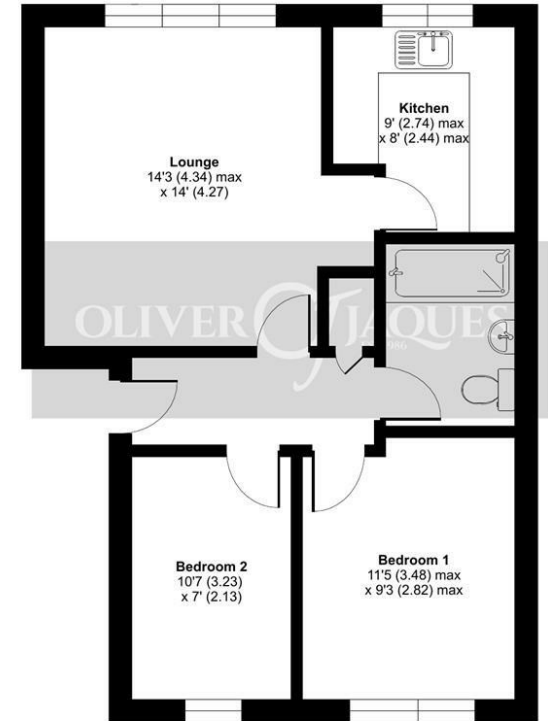 Kitchen
9' (2.74) max
x 8' (2.44) max
Lounge
14'3 (4.34) max
x 14' (4.27)
OLIVER JAQUES
Bedroom 2
10'7 (3.23)
x 7' (2.13)
Bedroom 1
11'5 (3.48) max
x 9'3 (2.82) max